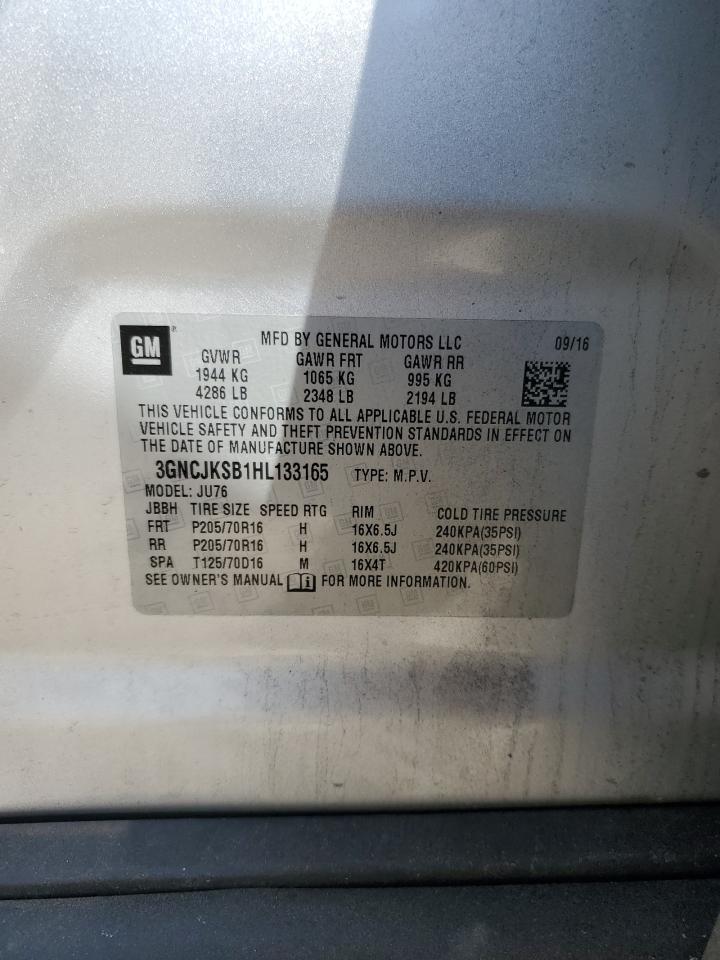 GM ®
MFD BY GENERAL MOTORS LLC 09/16
GVWR GAWR FRT GAWR RR
1944 KG 1065 KG 995 KG
4286 LB 2348 LB 2194 LB
THIS VEHICLE CONFORMS TO ALL APPLICABLE U.S. FEDERAL MOTOR
VEHICLE SAFETY AND THEFT PREVENTION STANDARDS IN EFFECT ON
THE DATE OF MANUFACTURE SHOWN ABOVE.
3GNCJKSB1HL133165 TYPE: M.P.V.
MODEL: JU76
JBBH TIRE SIZE SPEED RTG RIM COLD TIRE PRESSURE
FRT P205/70R16 H 16X6.5J 240KPA(35PSI)
RR P205/70R16 H 16X6.5J 240KPA(35PSI)
SPA T125/70D16 M 16X4T 420KPA(60PSI)
SEE OWNER'S MANUAL FOR MORE INFORMATION.